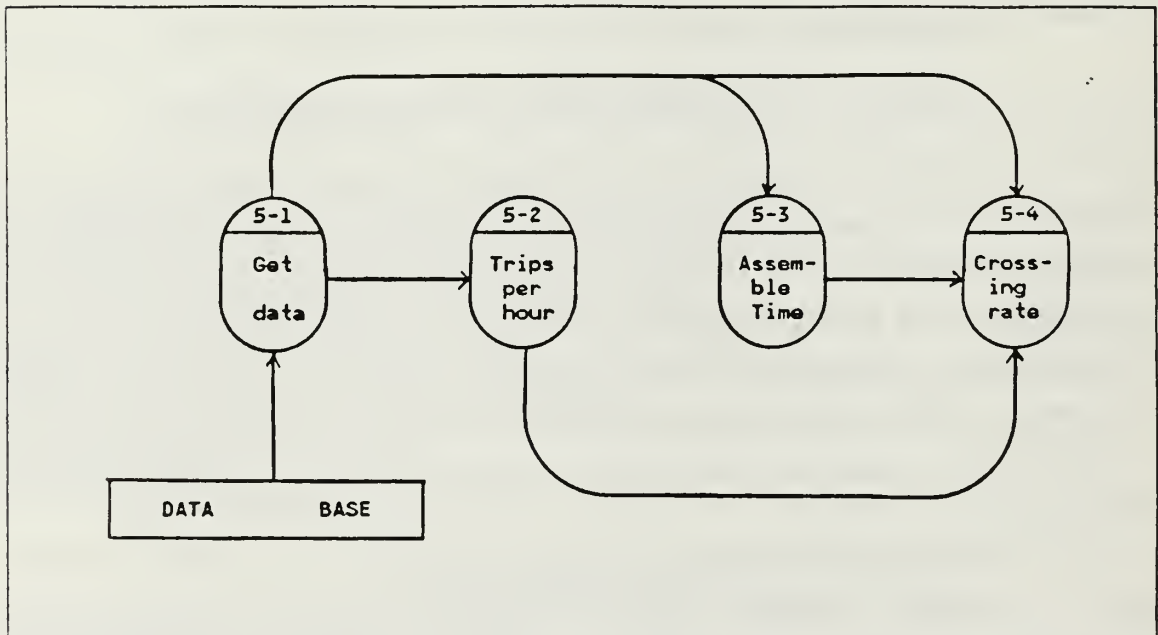 5-1
Get
data
5-2
Trips
per
hour
5-3
Assem-
ble
Time
5-4
Cross-
ing
rate
DATA BASE